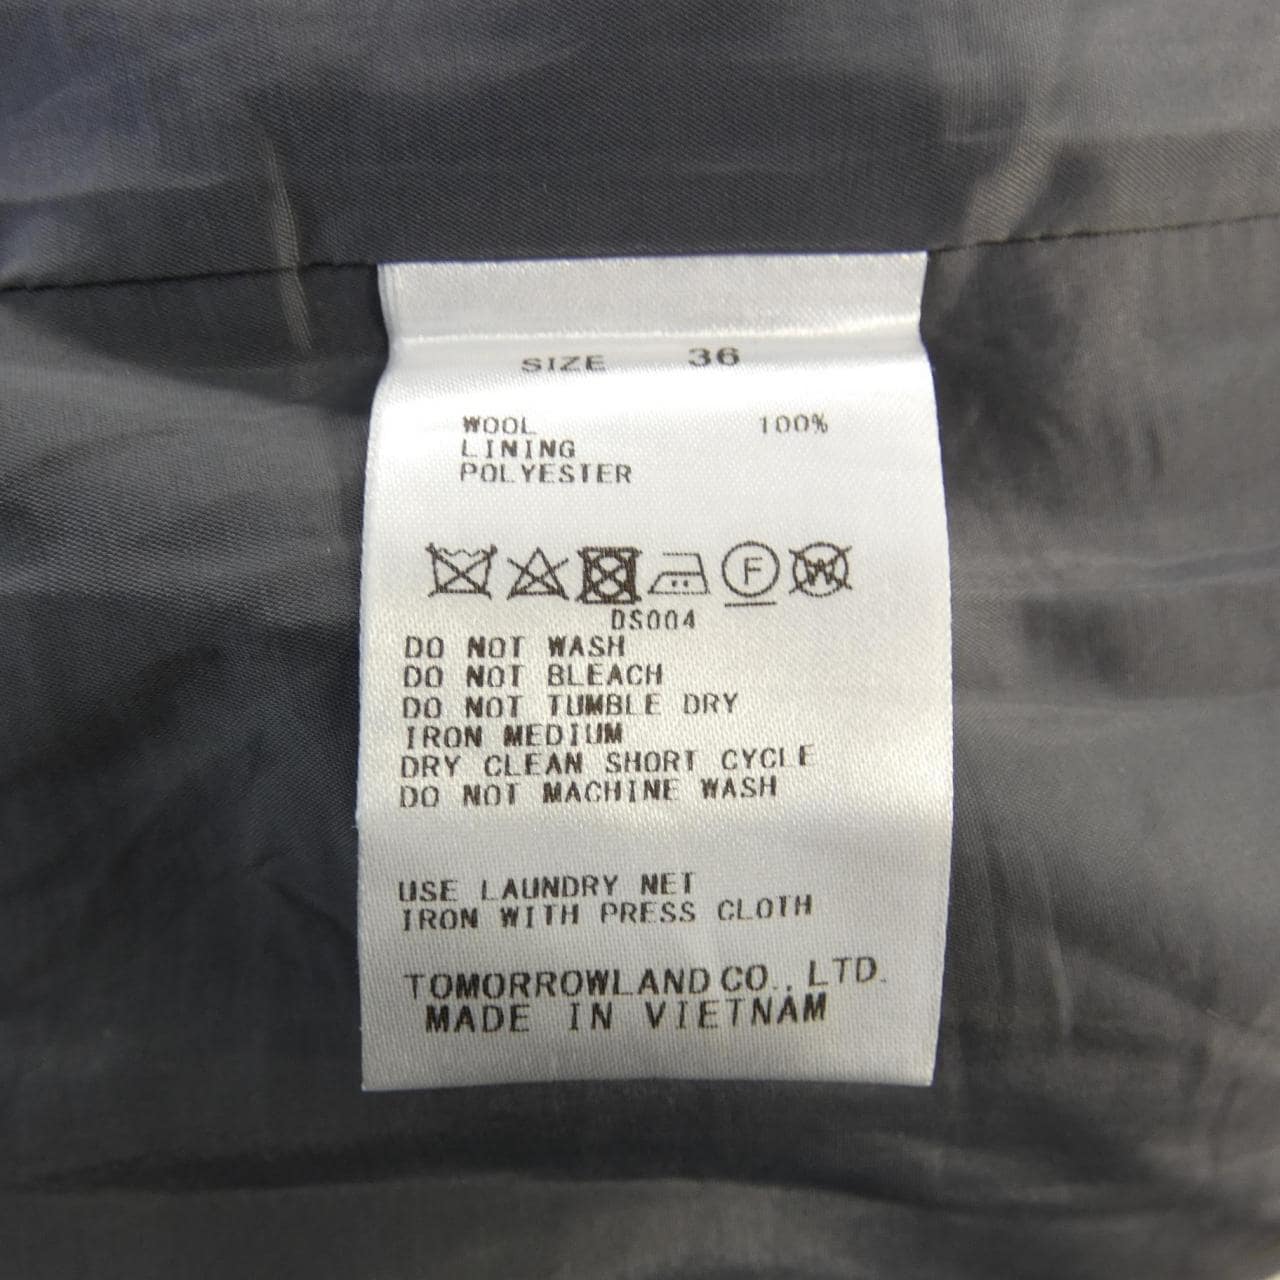 SIZE 36
WOOL 100%
LINING
POLYESTER
F W
DS004
DO NOT WASH
DO NOT BLEACH
DO NOT TUMBLE DRY
IRON MEDIUM
DRY CLEAN SHORT CYCLE
DO NOT MACHINE WASH
USE LAUNDRY NET
IRON WITH PRESS CLOTH
TOMORROWLAND CO., LTD.
MADE IN VIETNAM